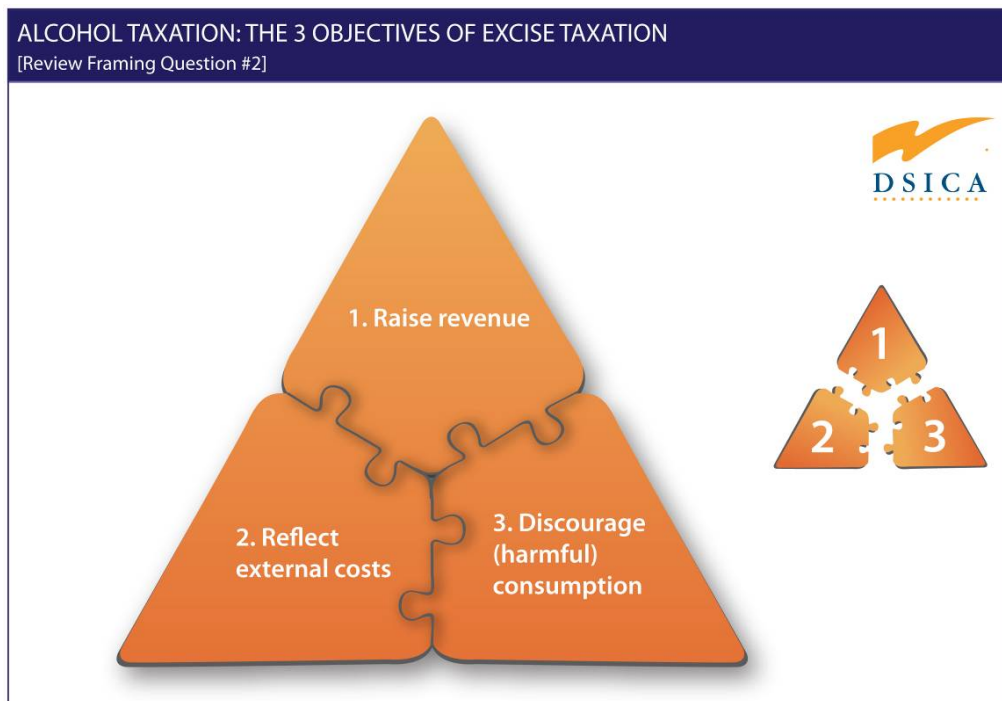 ALCOHOL TAXATION: THE 3 OBJECTIVES OF EXCISE TAXATION
[Review Framing Question #2]
DSICA
1. Raise revenue
1
2
3
2. Reflect
external costs
3. Discourage
(harmful)
consumption